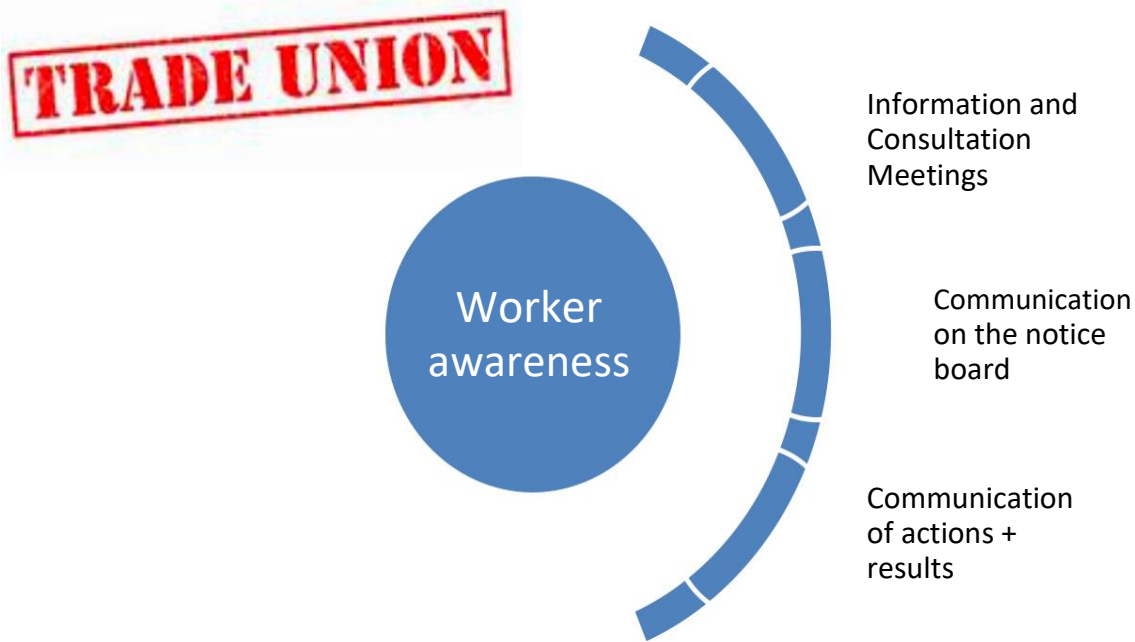 TRADE UNION
Worker
awareness
Information and
Consultation
Meetings
Communication
on the notice
board
Communication
of actions +
results